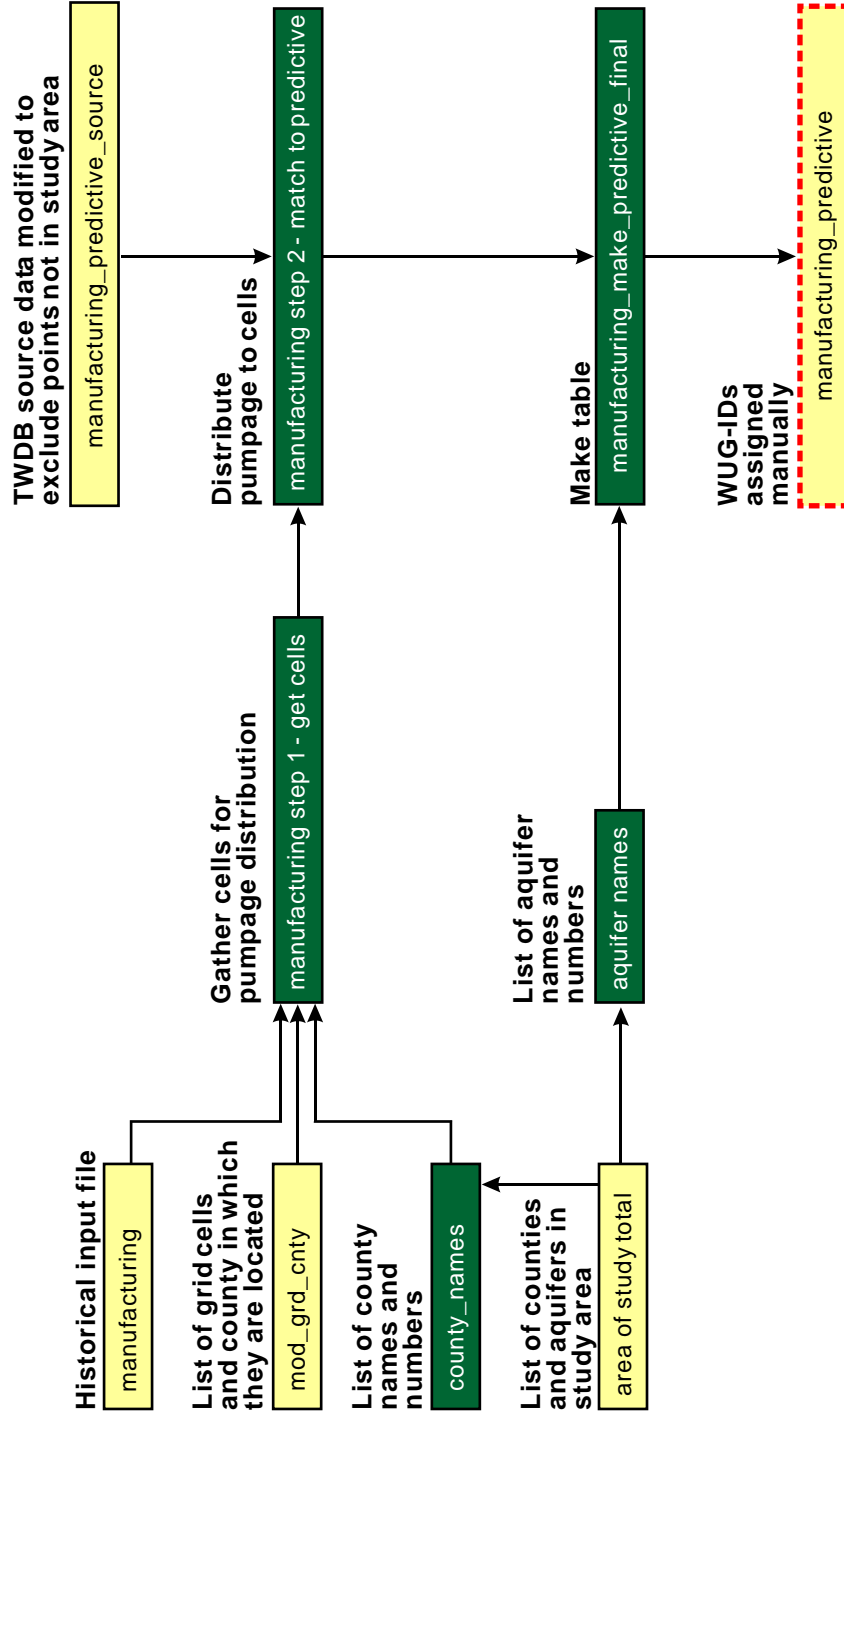 Historical input file
manufacturing
List of grid cells
and county in which
they are located
mod_grd_cnty
List of county
names and
numbers
county_names
List of counties
and aquifers in
study area
area of study total
Gather cells for
pumpage distribution
manufacturing step 1 - get cells
List of aquifer
names and
numbers
aquifer names
TWDB source data modified to
exclude points not in study area
manufacturing_predictive_source
Distribute
pumpage to cells
manufacturing step 2 - match to predictive
Make table
manufacturing_make_predictive_final
WUG-IDs
assigned
manually
manufacturing_predictive